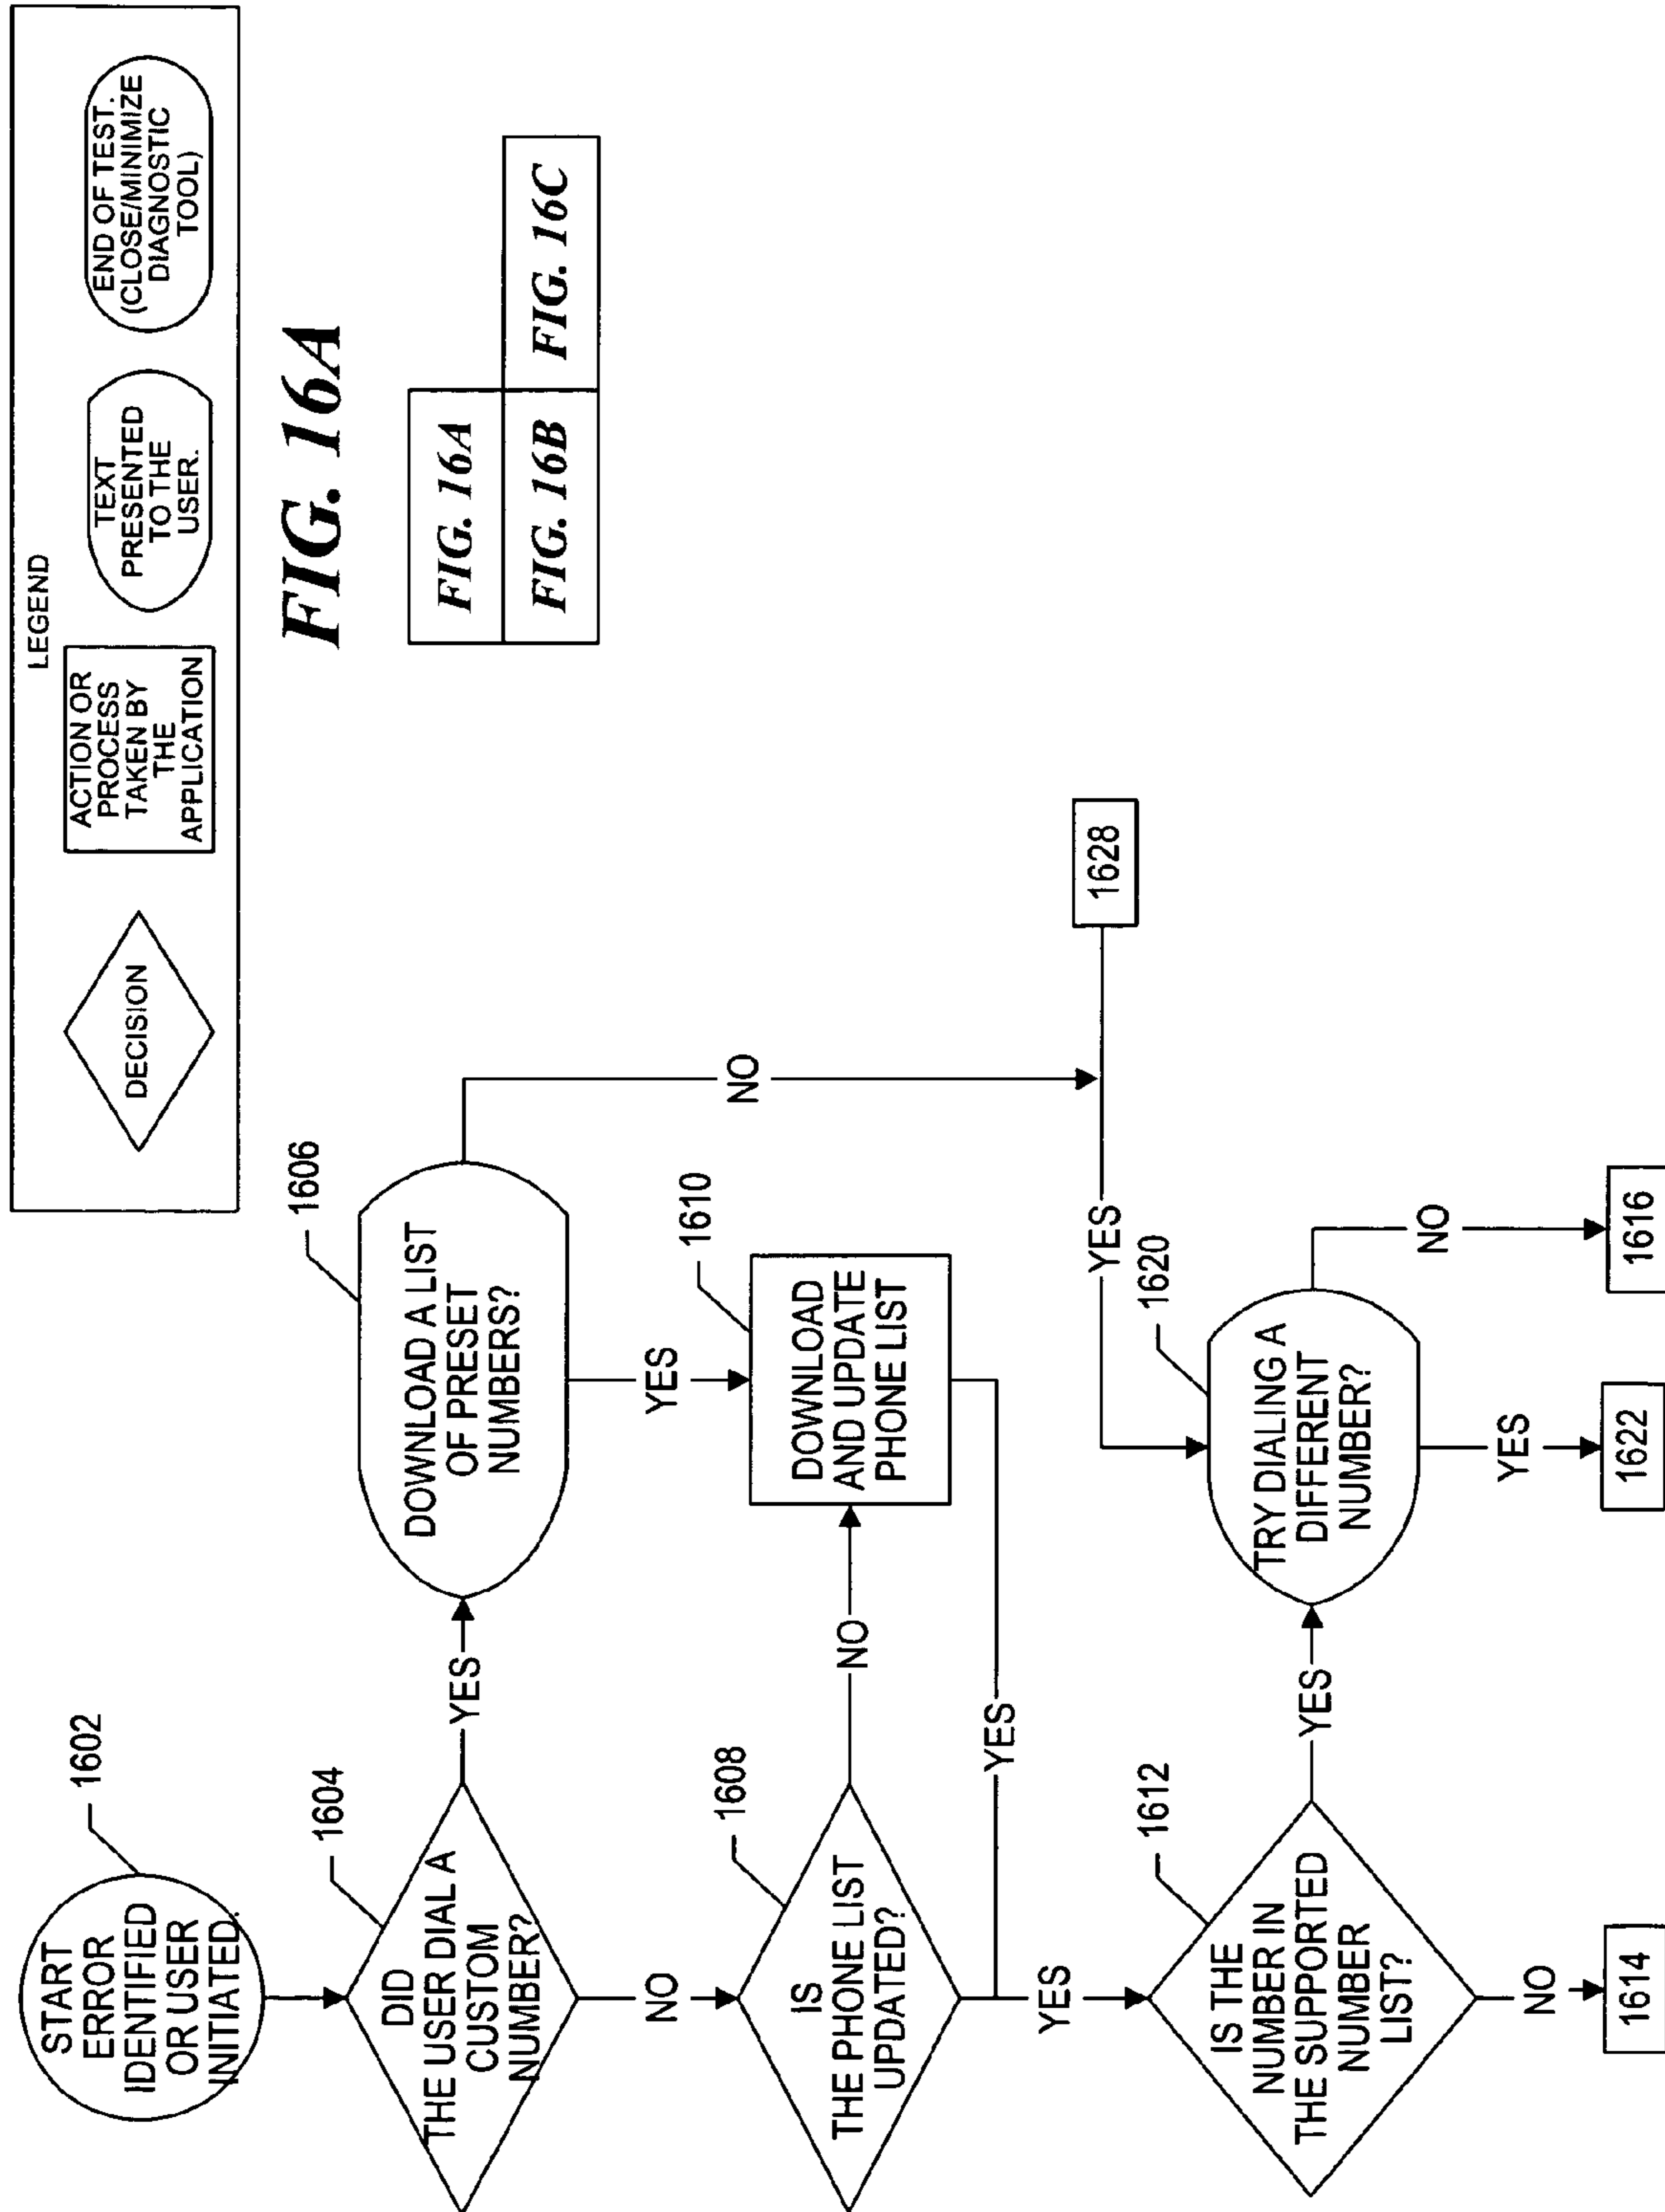 LEGEND
DECISION
ACTION OR
PROCESS
TAKEN BY
THE
APPLICATION
TEXT
PRESENTED
TO THE
USER.
END OF TEST.
(CLOSE/MINIMIZE
DIAGNOSTIC
TOOL)
FIG. 16A
FIG. 16A
FIG. 16B
FIG. 16C
START
ERROR
IDENTIFIED
OR USER
INITIATED.
1602
DID
THE USER DIAL A
CUSTOM
NUMBER?
1604
YES
DOWNLOAD A LIST
OF PRESET
NUMBERS?
1606
NO
YES
NO
IS
THE PHONE LIST
UPDATED?
1608
NO
DOWNLOAD
AND UPDATE
PHONE LIST
1610
YES
YES
1628
YES
IS THE
NUMBER IN
THE SUPPORTED
NUMBER
LIST?
1612
YES
TRY DIALING A
DIFFERENT
NUMBER?
1620
NO
YES
NO
1614
1622
1616